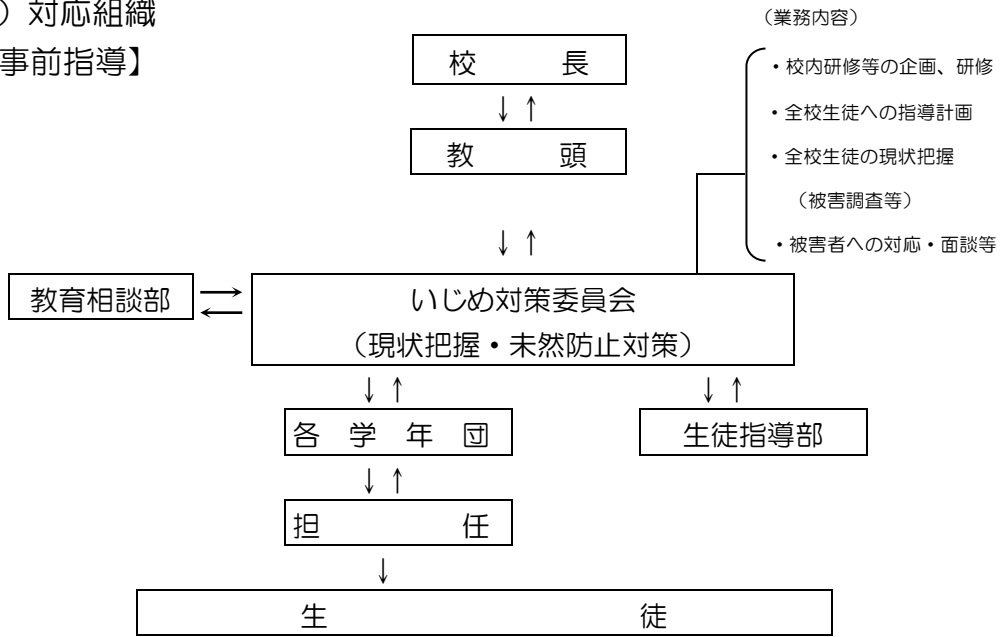 ）対応組織
事前指導】
（業務内容）
・校内研修等の企画、研修
・全校生徒への指導計画
・全校生徒の現状把握
（被害調査等）
・被害者への対応・面談等
校　　長
↓↑
教　　頭
↓↑
教育相談部
いじめ対策委員会
（現状把握・未然防止対策）
↓↑
↓↑
各　学　年　団
生徒指導部
↓↑
担　　　　任
↓
生　　　　　　徒